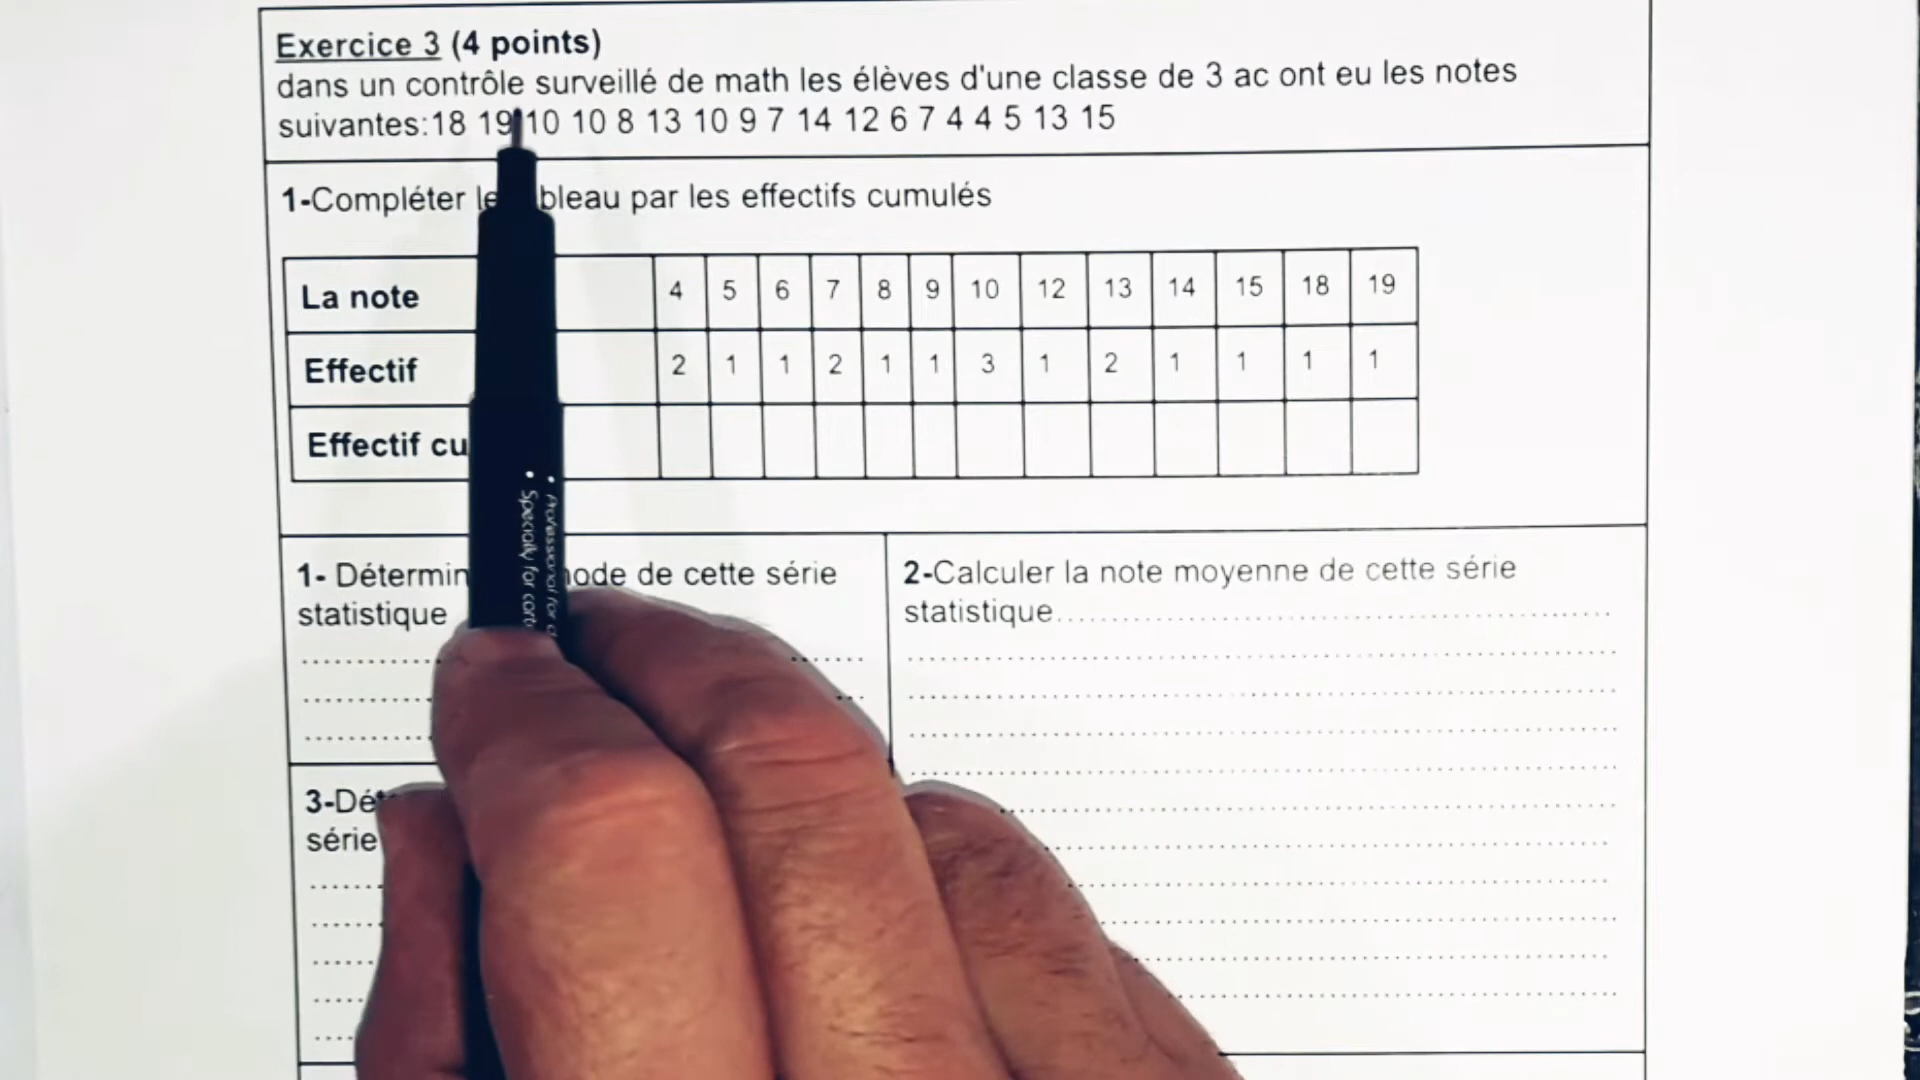 Exercice 3 (4 points)
dans un contrôle surveillé de math les élèves d'une classe de 3 ac ont eu les notes
suivantes:18 19 10 10 8 13 10 9 7 14 12 6 7 4 4 5 13 15
1-Compléter le bleau par les effectifs cumulés
La note 4 5 6 7 8 9 10 12 13 14 15 18 19
Effectif 2 1 1 2 1 1 3 1 2 1 1 1 1
Effectif cu
1- Détermin ode de cette série
statistique
2-Calculer la note moyenne de cette série
statistique
3-Dé
série
• Professional for
• Specially for